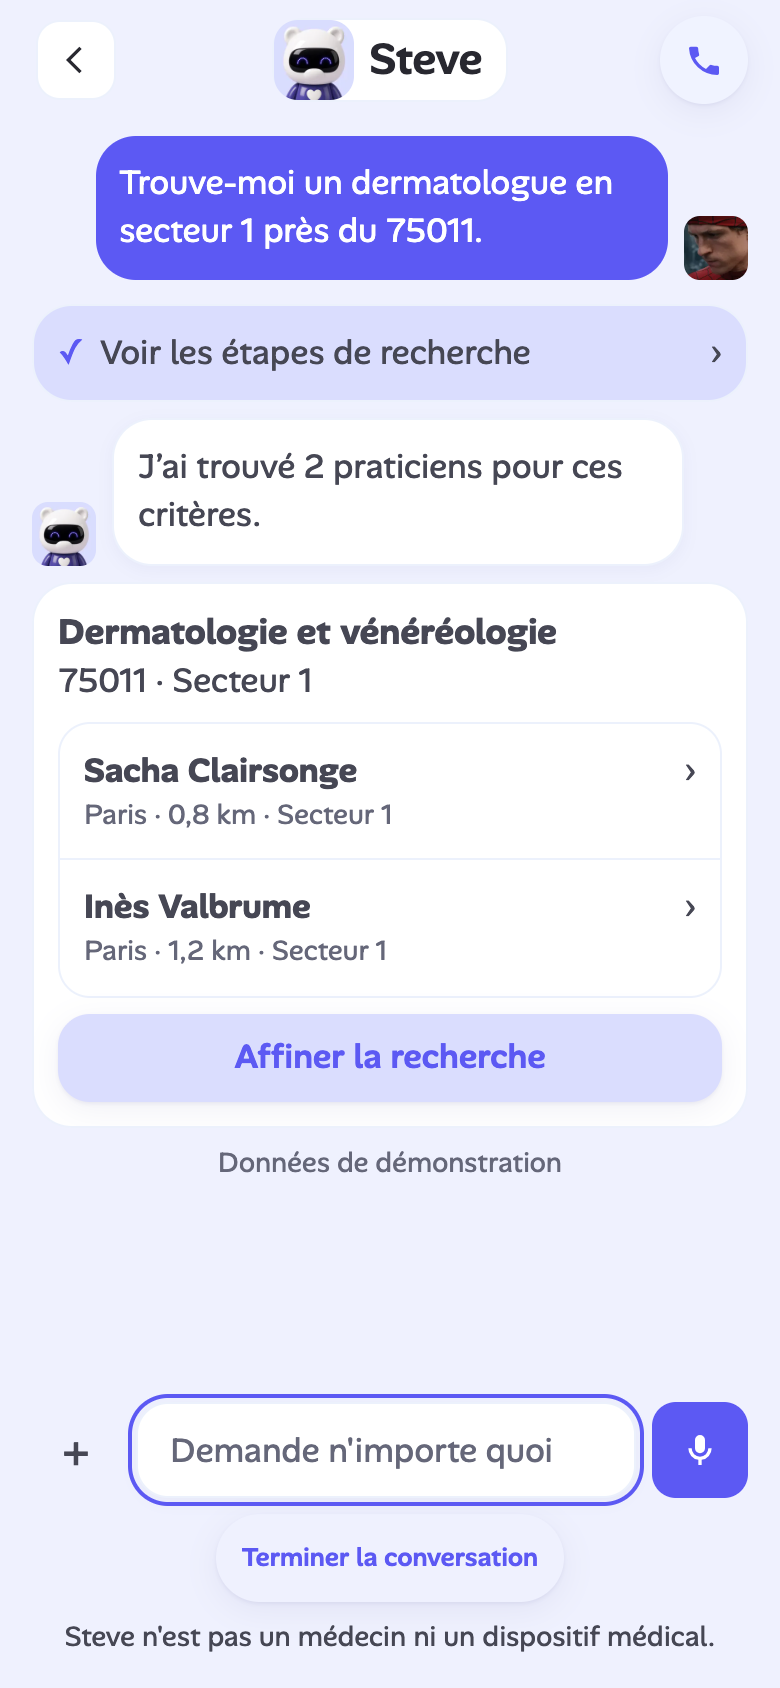 Steve
Trouve-moi un dermatologue en
secteur 1 près du 75011.
✓ Voir les étapes de recherche ›
J’ai trouvé 2 praticiens pour ces
critères.
Dermatologie et vénéréologie
75011 · Secteur 1
Sacha Clairsonge ›
Paris · 0,8 km · Secteur 1
Inès Valbrume ›
Paris · 1,2 km · Secteur 1
Affiner la recherche
Données de démonstration
+ Demande n'importe quoi
Terminer la conversation
Steve n'est pas un médecin ni un dispositif médical.